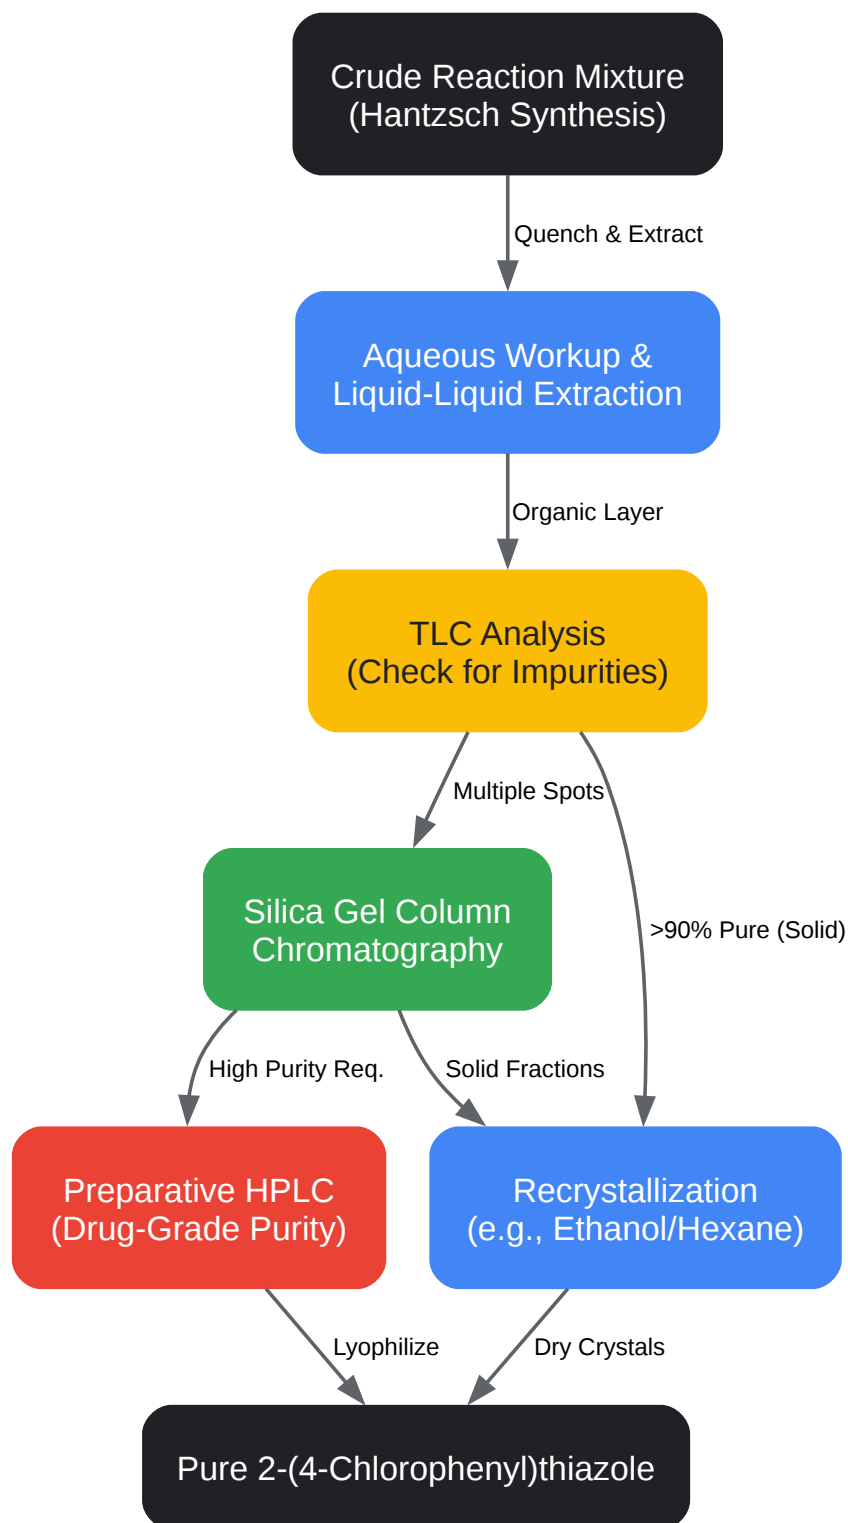 Crude Reaction Mixture
(Hantzsch Synthesis)
Quench & Extract
Aqueous Workup &
Liquid-Liquid Extraction
Organic Layer
TLC Analysis
(Check for Impurities)
Multiple Spots
>90% Pure (Solid)
Silica Gel Column
Chromatography
High Purity Req.
Solid Fractions
Preparative HPLC
(Drug-Grade Purity)
Recrystallization
(e.g., Ethanol/Hexane)
Lyophilize
Dry Crystals
Pure 2-(4-Chlorophenyl)thiazole